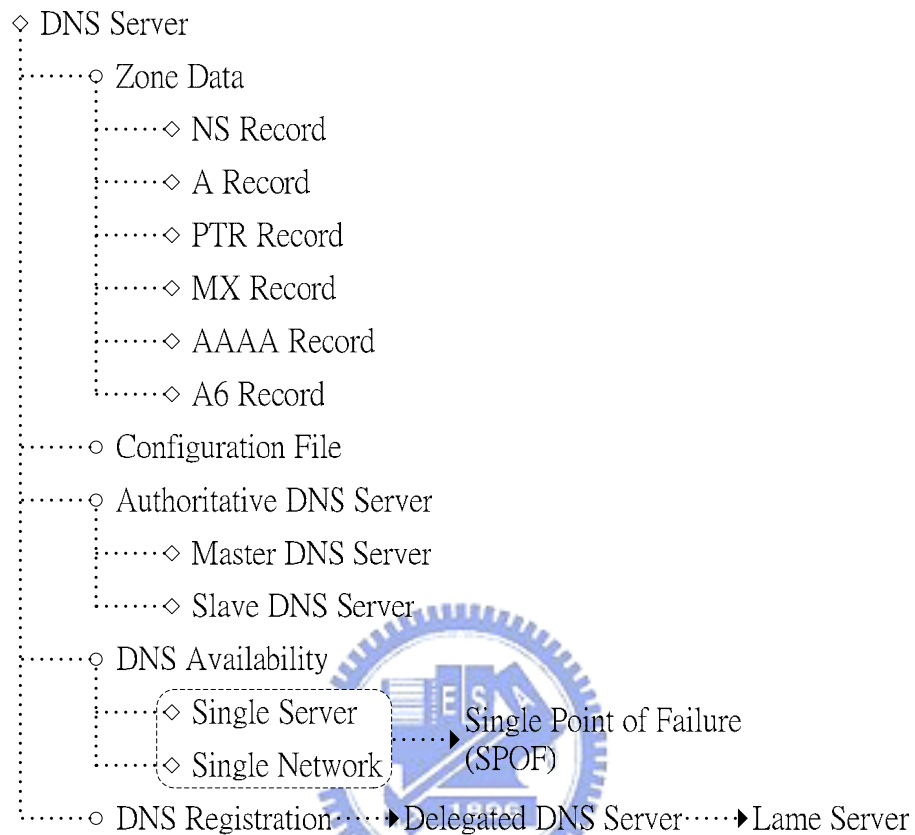 DNS Server
Zone Data
NS Record
A Record
PTR Record
MX Record
AAAA Record
A6 Record
Configuration File
Authoritative DNS Server
Master DNS Server
Slave DNS Server
DNS Availability
Single Server
Single Network
Single Point of Failure
(SPOF)
DNS Registration
Delegated DNS Server
Lame Server
E S A
1896